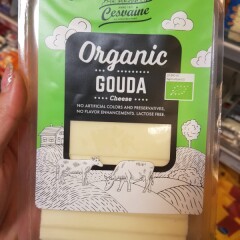 Cesvaine
Organic
GOUDA
Cheese
NO ARTIFICIAL COLORS AND PRESERVATIVES,
NO FLAVOR ENHANCEMENTS, LACTOSE FREE.